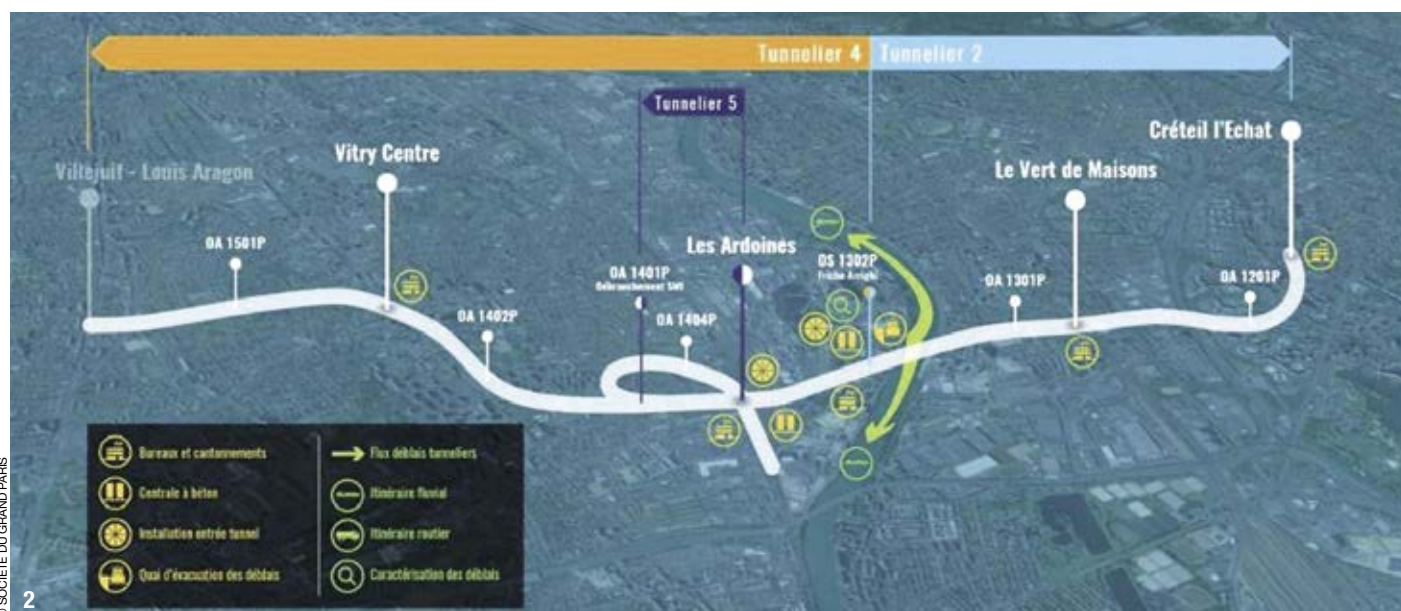 Tunnelier 4
Tunnelier 2
Tunnelier 5
Créteil l'Echat
Vitry Centre
Le Vert de Maisons
Villejuif - Louis Aragon
OA 1501P
Les Ardoines
OA 1401P
Débranchement SMI
OS 1302P
Friche Arrighi
OA 1301P
OA 1201P
OA 1402P
OA 1404P
Bureaux et cantonnements
Centrale à béton
Installation entrée tunnel
Quai d'évacuation des déblais
Flux déblais tunneliers
Itinéraire fluvial
Itinéraire routier
Caractérisation des déblais
© SOCIÉTÉ DU GRAND PARIS
2